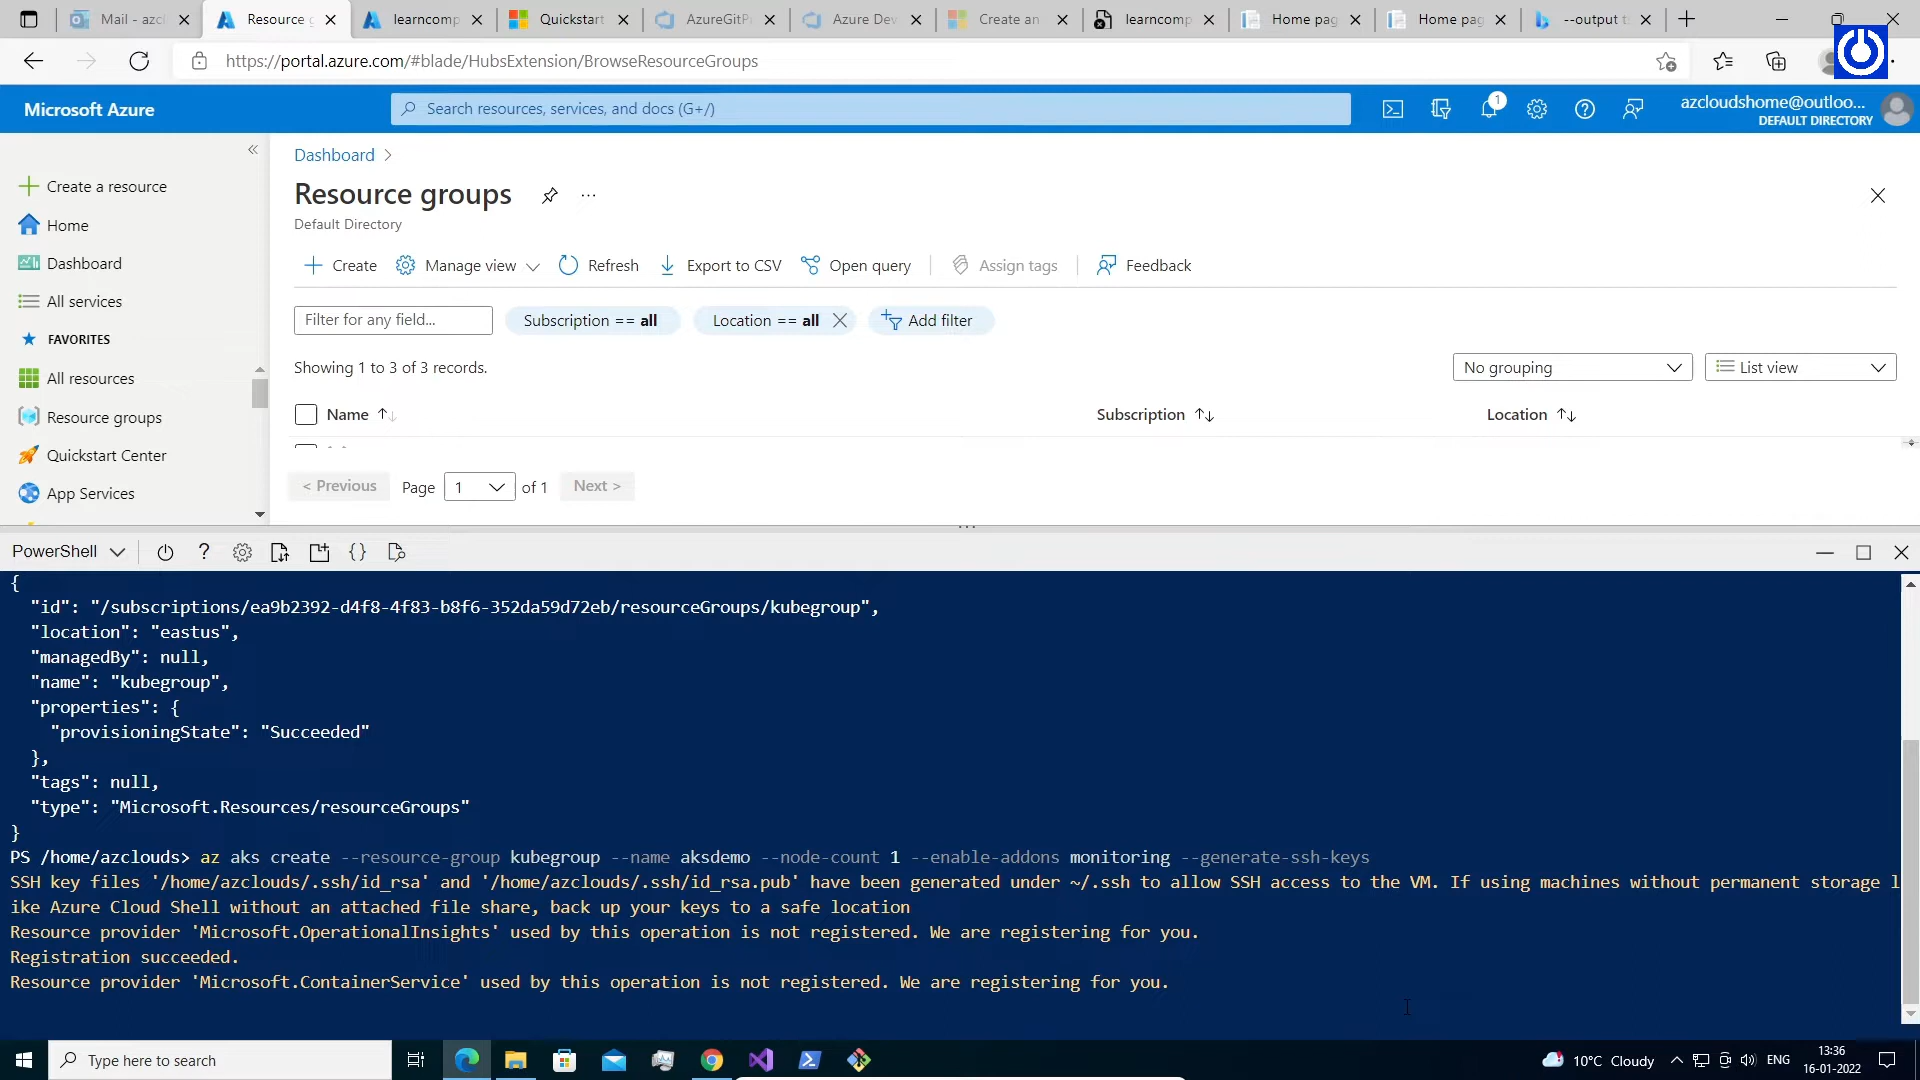 Mail - azcl
Resource g
learncomp
Quickstart
AzureGitP
Azure Dev
Create an
learncomp
Home pag
Home pag
--output t
https://portal.azure.com/#blade/HubsExtension/BrowseResourceGroups
Microsoft Azure
Search resources, services, and docs (G+/)
1
azcloudshome@outloo...
DEFAULT DIRECTORY
Dashboard >
Create a resource
Home
Dashboard
All services
FAVORITES
All resources
Resource groups
Quickstart Center
App Services
Resource groups
Default Directory
Create
Manage view
Refresh
Export to CSV
Open query
Assign tags
Feedback
Filter for any field...
Subscription == all
Location == all
Add filter
Showing 1 to 3 of 3 records.
No grouping
List view
Name
Subscription
Location
< Previous
Page 1 of 1
Next >
PowerShell
{
"id": "/subscriptions/ea9b2392-d4f8-4f83-b8f6-352da59d72eb/resourceGroups/kubegroup",
"location": "eastus",
"managedBy": null,
"name": "kubegroup",
"properties": {
"provisioningState": "Succeeded"
},
"tags": null,
"type": "Microsoft.Resources/resourceGroups"
}
PS /home/azclouds> az aks create --resource-group kubegroup --name aksdemo --node-count 1 --enable-addons monitoring --generate-ssh-keys
SSH key files '/home/azclouds/.ssh/id_rsa' and '/home/azclouds/.ssh/id_rsa.pub' have been generated under ~/.ssh to allow SSH access to the VM. If using machines without permanent storage l
ike Azure Cloud Shell without an attached file share, back up your keys to a safe location
Resource provider 'Microsoft.OperationalInsights' used by this operation is not registered. We are registering for you.
Registration succeeded.
Resource provider 'Microsoft.ContainerService' used by this operation is not registered. We are registering for you.
Type here to search
10°C Cloudy
ENG
13:36
16-01-2022